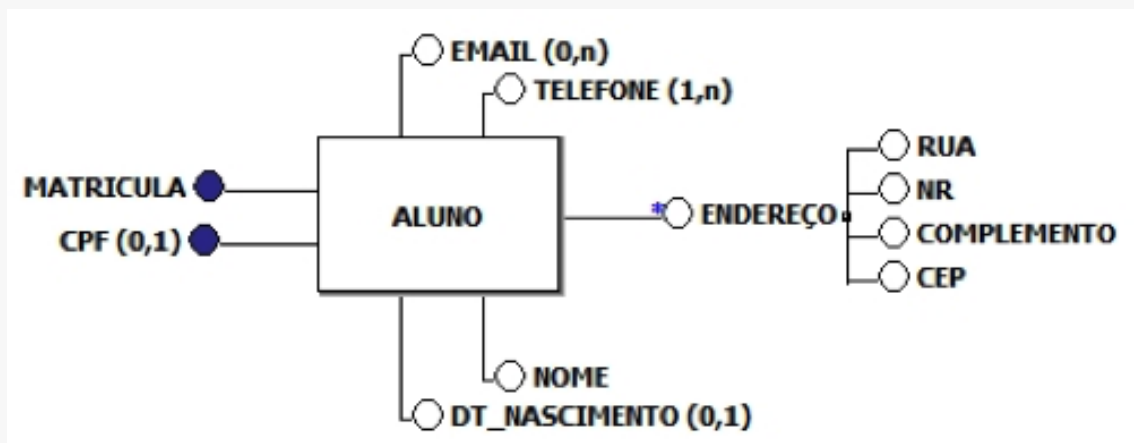 EMAIL (0,n)
TELEFONE (1,n)
MATRICULA
CPF (0,1)
ALUNO
* ENDEREÇO
RUA
NR
COMPLEMENTO
CEP
NOME
DT_NASCIMENTO (0,1)